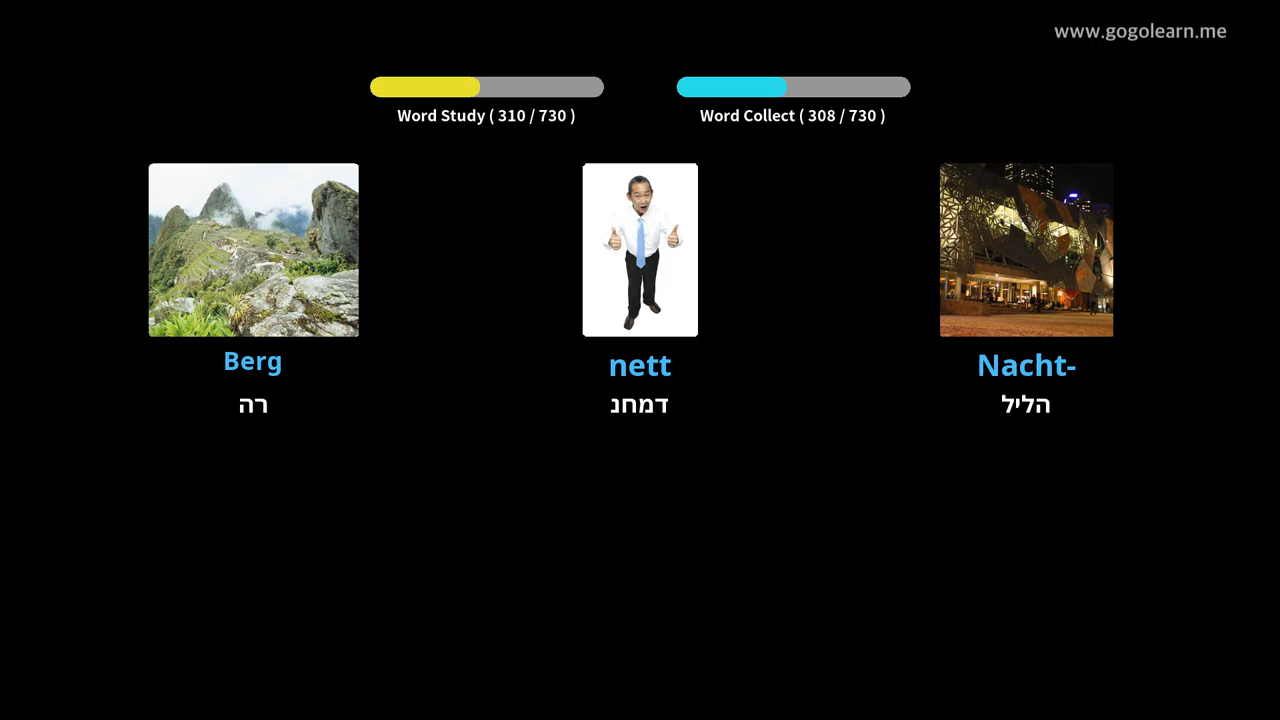 www.gogolearn.me
Word Study ( 310 / 730 )
Word Collect ( 308 / 730 )
Berg
רה
nett
דמחנ
Nacht-
הליל